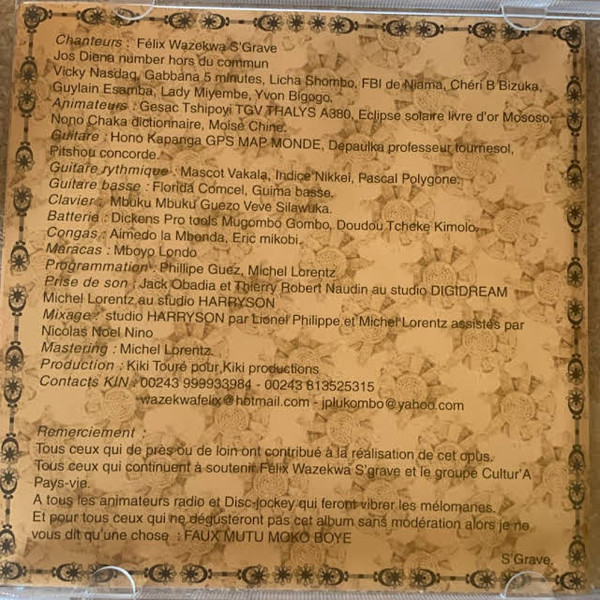 Chanteurs : Félix Wazekwa S'Grave
Jos Diena number hors du commun
Vicky Nasdaq, Gabbana 5 minutes, Licha Shombo, FBI de Niama, Chéri B Bizuka,
Guylain Esamba, Lady Miyembe, Yvon Bigogo,
Animateurs : Gesac Tshipoyi TGV THALYS A380, Eclipse solaire livre d'or Mososo,
Nono Chaka dictionnaire, Moïse Chine.
Guitare : Hono Kapanga GPS MAP MONDE, Depaulka professeur tournesol,
Pitshou concorde.
Guitare rythmique : Mascot Vakala, Indice Nikkei, Pascal Polygone.
Guitare basse : Florida Comcel, Guima basse.
Clavier : Mbuku Mbuku Guezo Vevé Silawuka.
Batterie : Dickens Pro tools Mugombo Gombo, Doudou Tcheke Kimolo,
Congas : Aimedo la Mbenda, Eric mikobi.
Maracas : Mboyo Londo
Programmation : Phillipe Guez, Michel Lorentz
Prise de son : Jack Obadia et Thierry Robert Naudin au studio DIGIDREAM
Michel Lorentz au studio HARRYSON
Mixage : studio HARRYSON par Lionel Philippe et Michel Lorentz assistés par
Nicolas Noel Nino
Mastering : Michel Lorentz.
Production : Kiki Touré pour Kiki productions
Contacts KIN : 00243 999933984 - 00243 813525315
wazekwafelix@hotmail.com - jplukombo@yahoo.com
Remerciement :
Tous ceux qui de près ou de loin ont contribué à la réalisation de cet opus.
Tous ceux qui continuent à soutenir Félix Wazekwa S'grave et le groupe Cultur'A
Pays-vie.
A tous les animateurs radio et Disc-jockey qui feront vibrer les mélomanes.
Et pour tous ceux qui ne dégusteront pas cet album sans modération alors je ne
vous dit qu'une chose : FAUX MUTU MOKO BOYE
S'Grave.